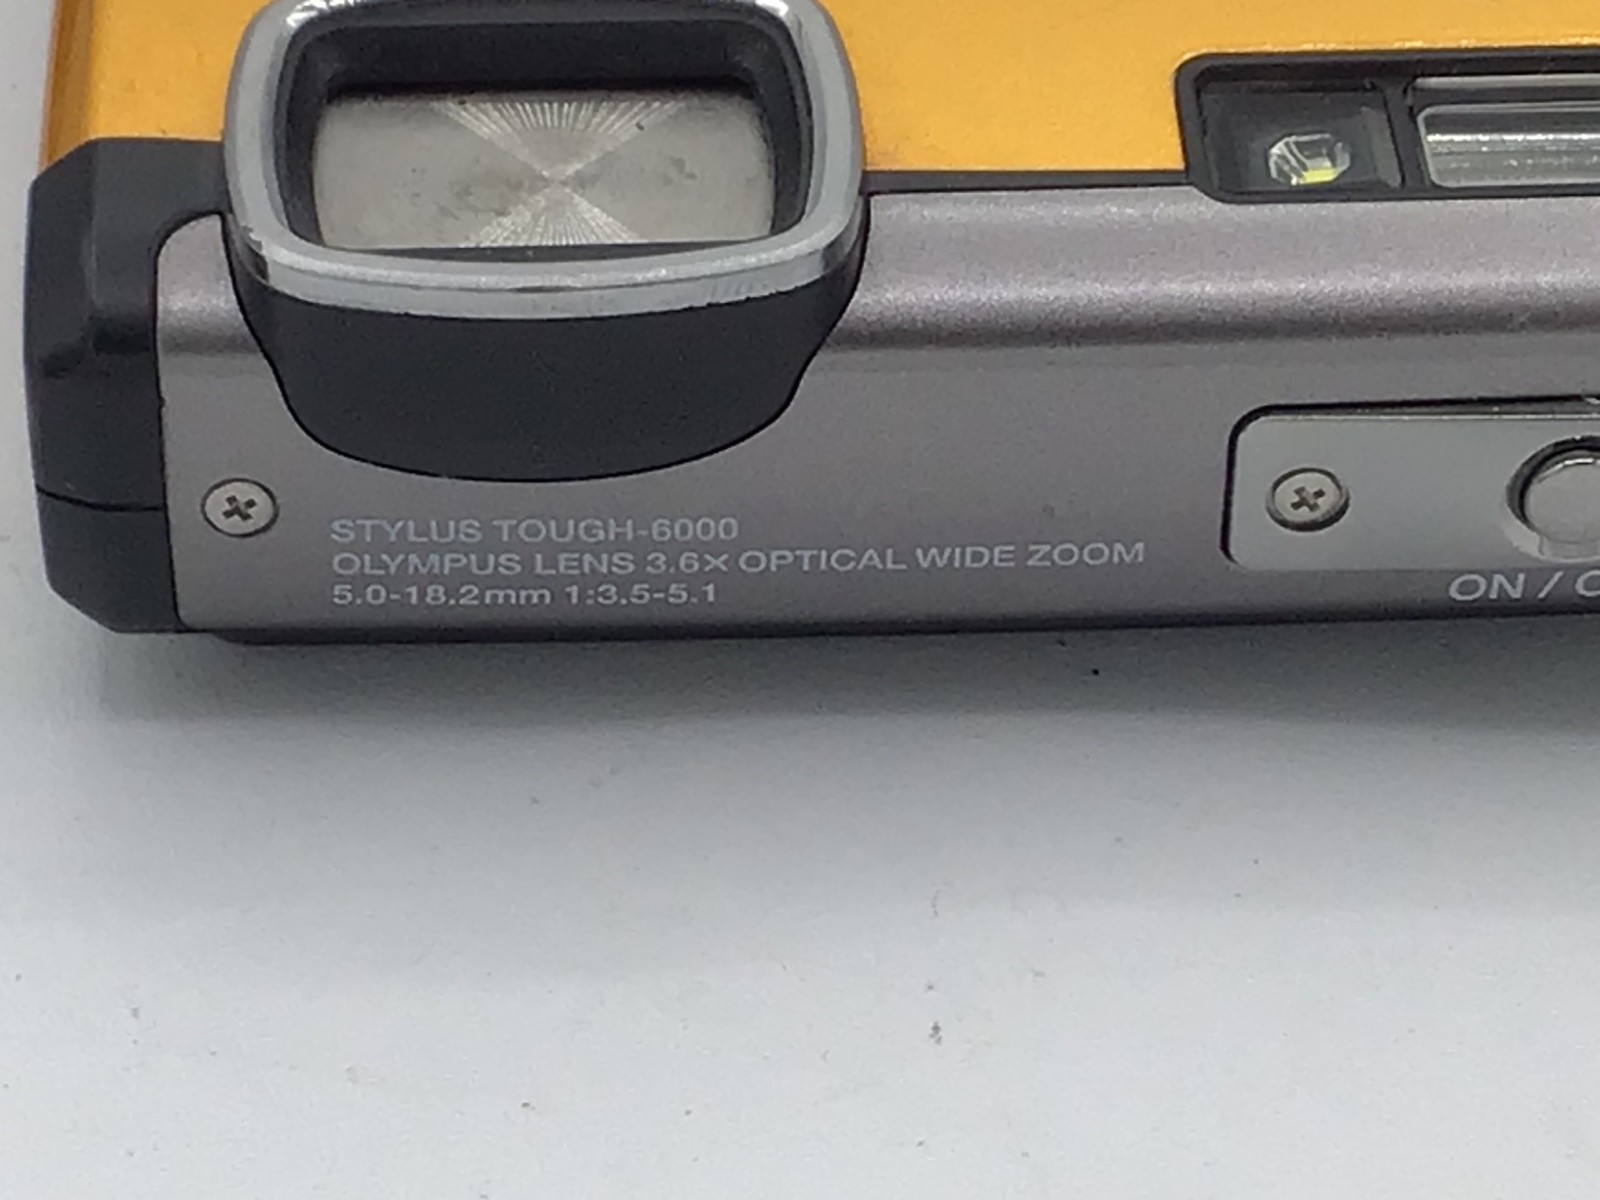 STYLUS TOUGH-6000
OLYMPUS LENS 3.6X OPTICAL WIDE ZOOM
5.0-18.2mm 1:3.5-5.1
ON /